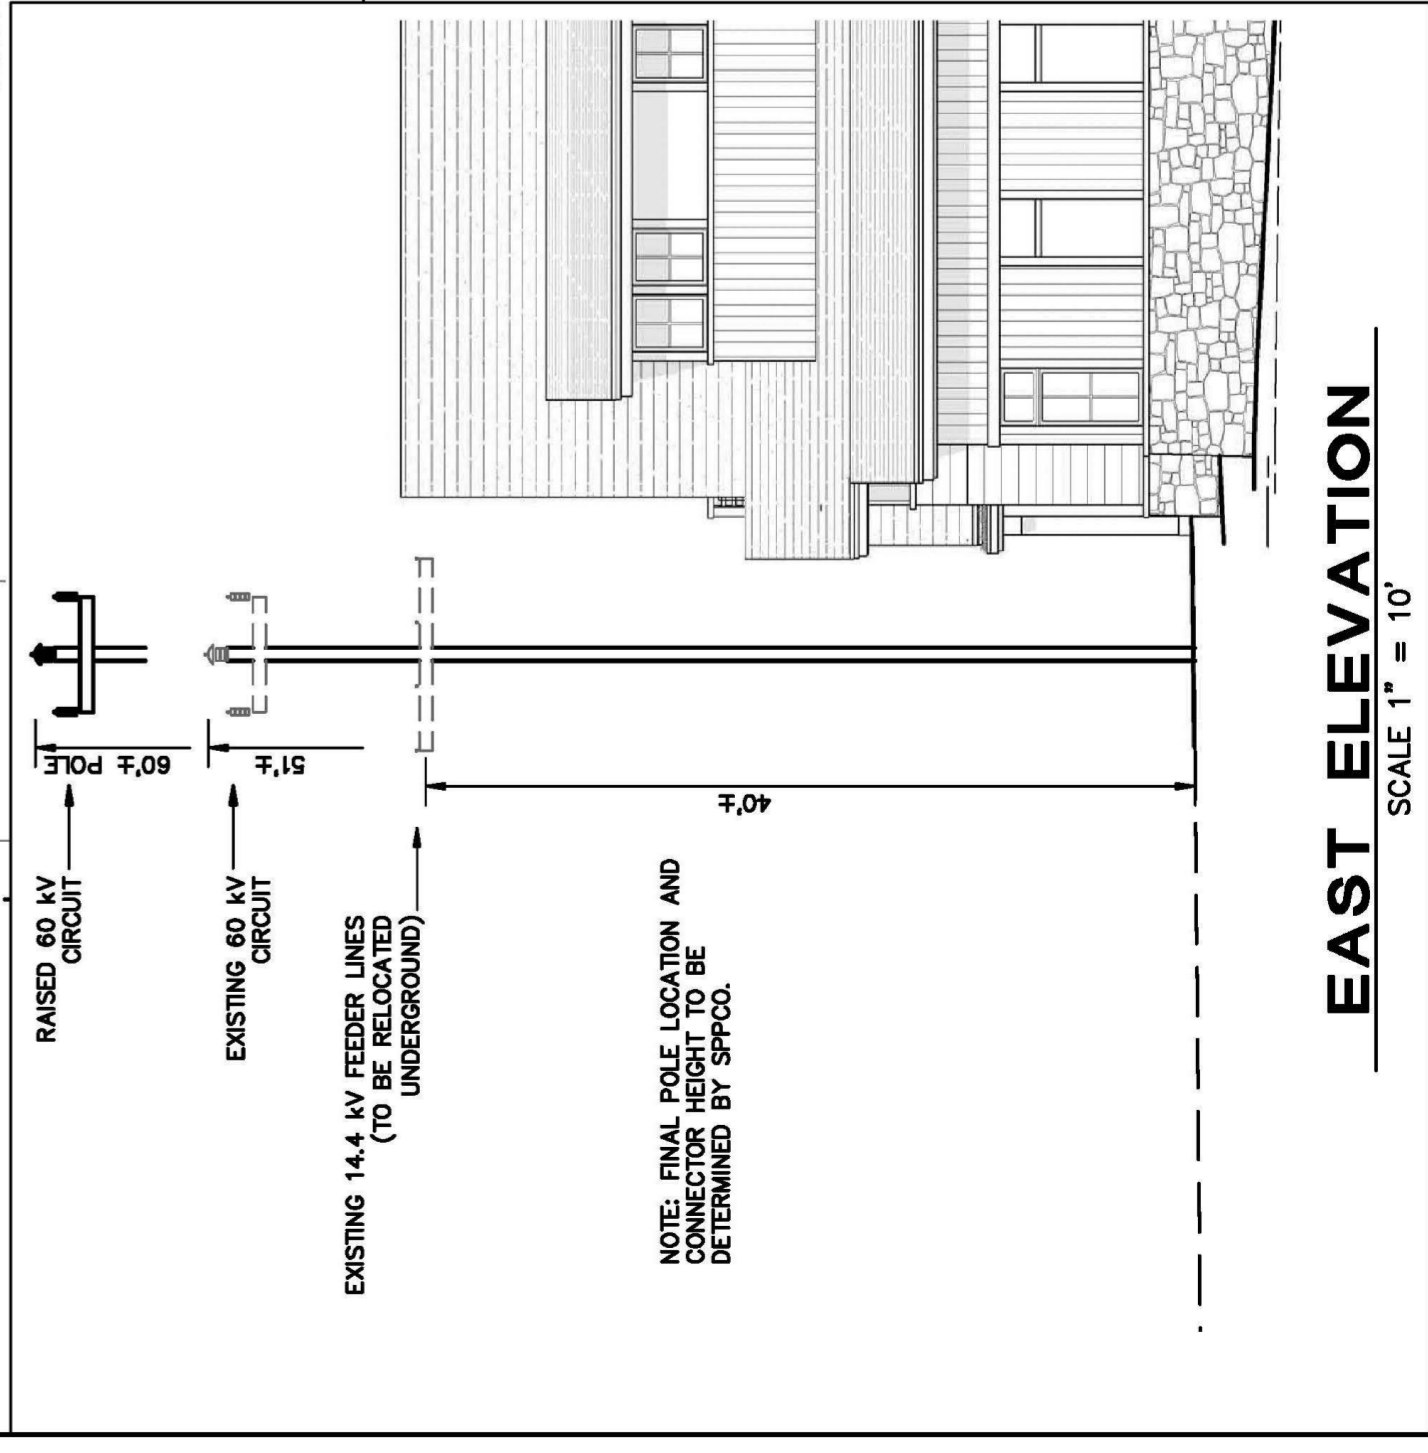 RAISED 60 kV
CIRCUIT
60'± POLE
EXISTING 60 kV
CIRCUIT
51'±
EXISTING 14.4 kV FEEDER LINES
(TO BE RELOCATED
UNDERGROUND)
40'±
NOTE: FINAL POLE LOCATION AND
CONNECTOR HEIGHT TO BE
DETERMINED BY SPPCO.
EAST ELEVATION
SCALE 1" = 10'